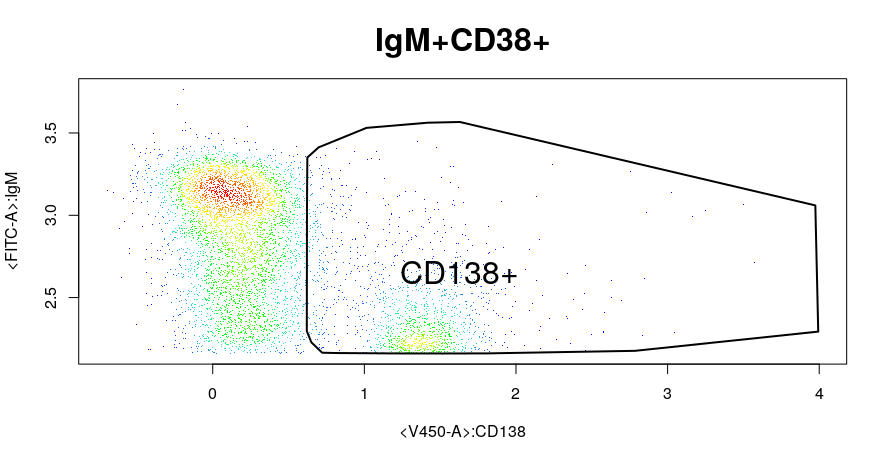 IgM+CD38+
3.5
3.0
2.5
<FITC-A>:IgM
CD138+
0 1 2 3 4
<V450-A>:CD138